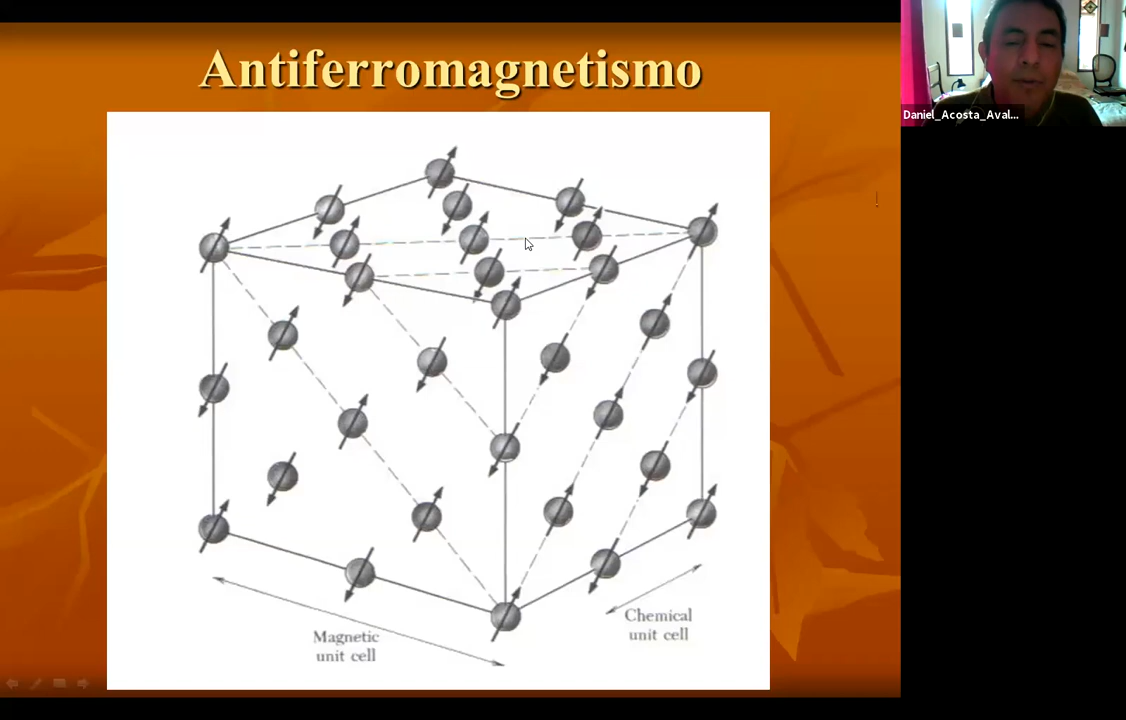 Antiferromagnetismo
Daniel_Acosta_Aval...
Magnetic
unit cell
Chemical
unit cell